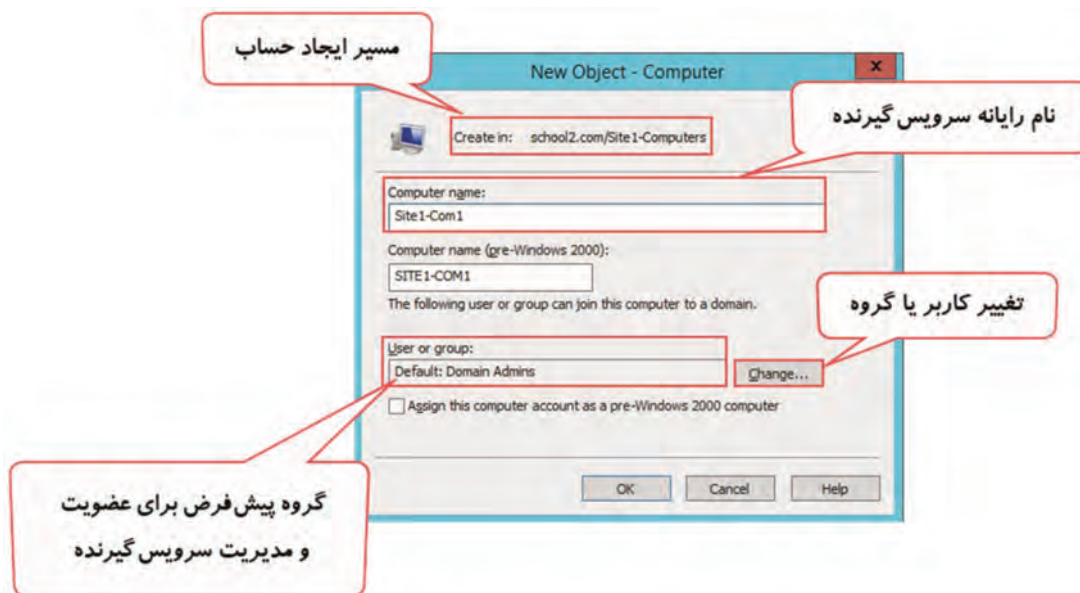 مسیر ایجاد حساب
New Object - Computer
x
نام رایانه سرویس گیرنده
Create in: school2.com/Site1-Computers
Computer name:
Site1-Com1
Computer name (pre-Windows 2000):
SITE1-COM1
The following user or group can join this computer to a domain.
تغییر کاربر یا گروه
User or group:
Default: Domain Admins
Change...
Assign this computer account as a pre-Windows 2000 computer
گروه پیش‌فرض برای عضویت
و مدیریت سرویس گیرنده
OK Cancel Help